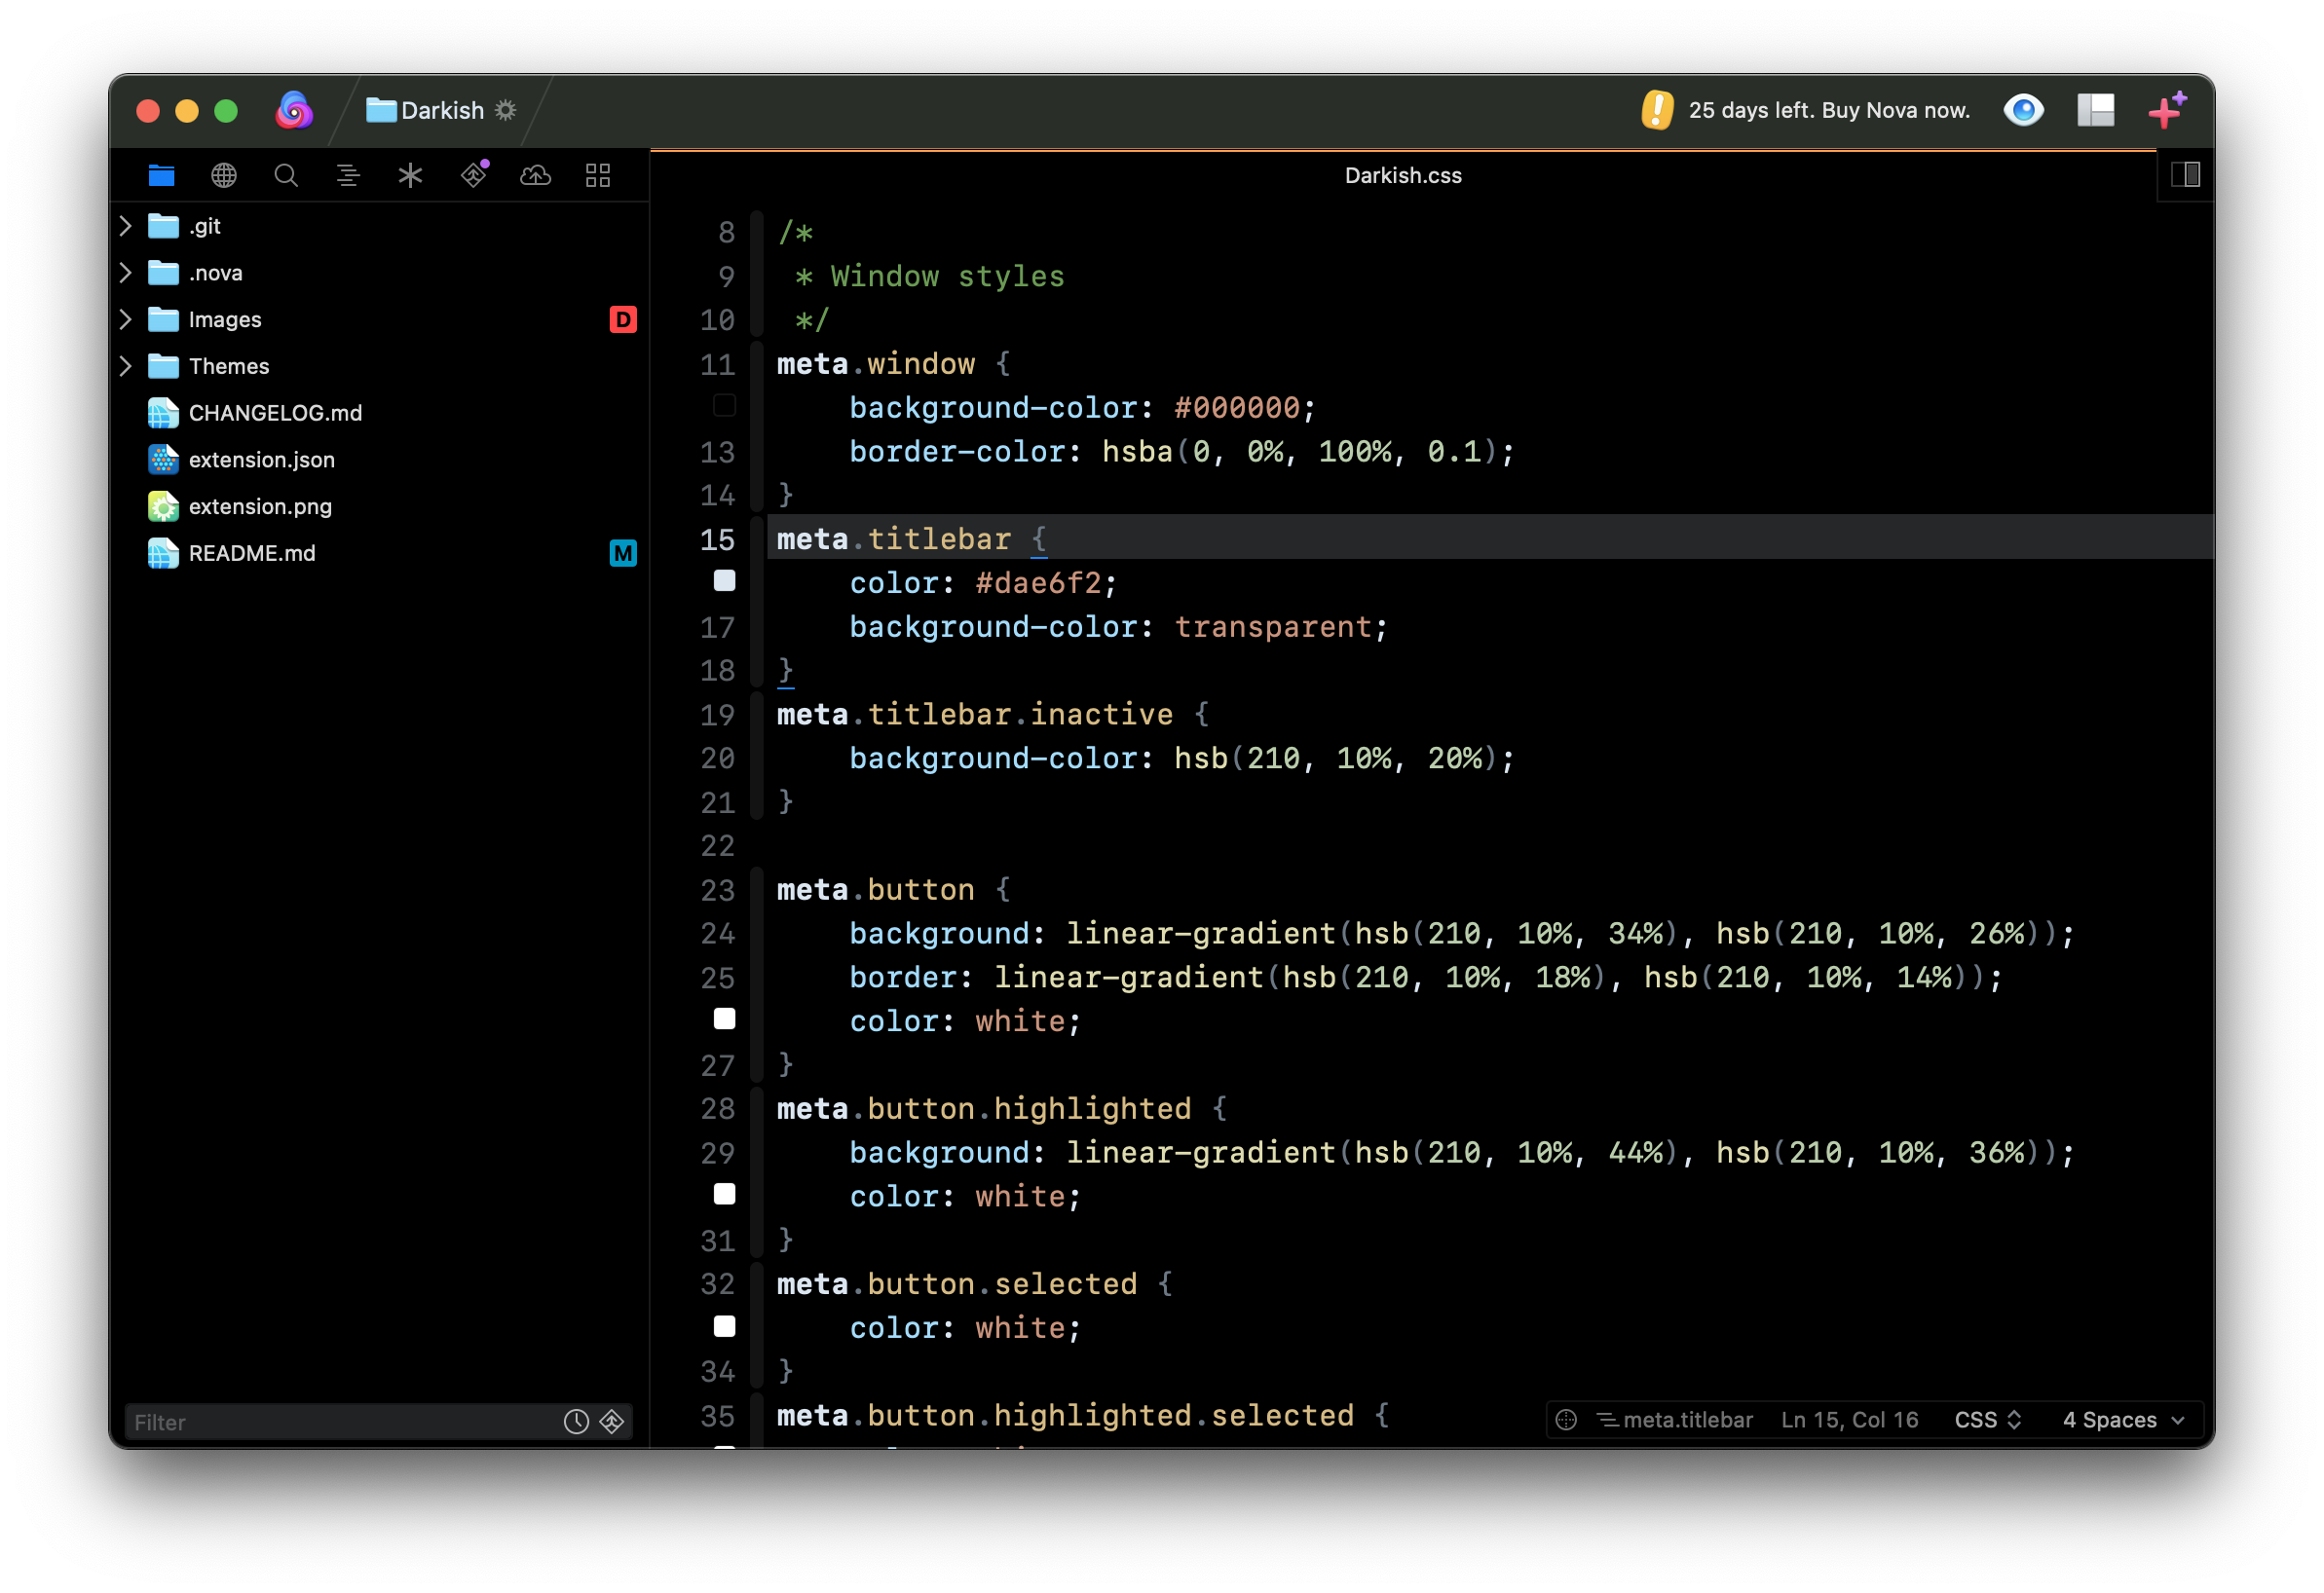 Darkish
25 days left. Buy Nova now.
.git
.nova
Images D
Themes
CHANGELOG.md
extension.json
extension.png
README.md M
Filter
Darkish.css
8 /*
9  * Window styles
10  */
11 meta.window {
    background-color: #000000;
13     border-color: hsba(0, 0%, 100%, 0.1);
14 }
15 meta.titlebar {
    color: #dae6f2;
17     background-color: transparent;
18 }
19 meta.titlebar.inactive {
20     background-color: hsb(210, 10%, 20%);
21 }
22
23 meta.button {
24     background: linear-gradient(hsb(210, 10%, 34%), hsb(210, 10%, 26%));
25     border: linear-gradient(hsb(210, 10%, 18%), hsb(210, 10%, 14%));
    color: white;
27 }
28 meta.button.highlighted {
29     background: linear-gradient(hsb(210, 10%, 44%), hsb(210, 10%, 36%));
    color: white;
31 }
32 meta.button.selected {
    color: white;
34 }
35 meta.button.highlighted.selected {
meta.titlebar Ln 15, Col 16 CSS 4 Spaces